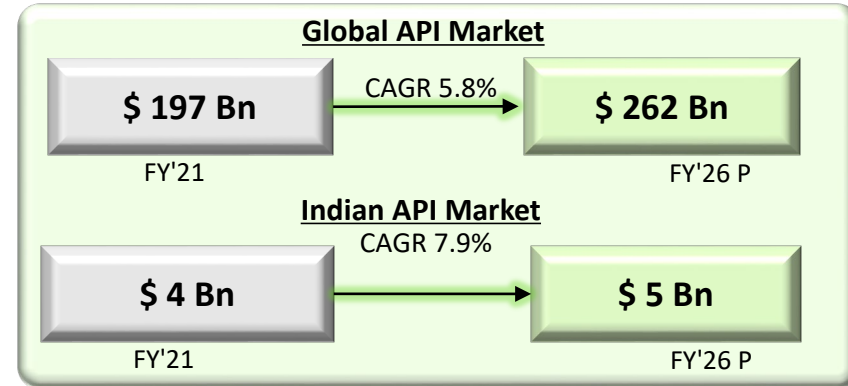 Global API Market
$ 197 Bn
CAGR 5.8%
$ 262 Bn
FY'21
FY'26 P
Indian API Market
CAGR 7.9%
$ 4 Bn
$ 5 Bn
FY'21
FY'26 P